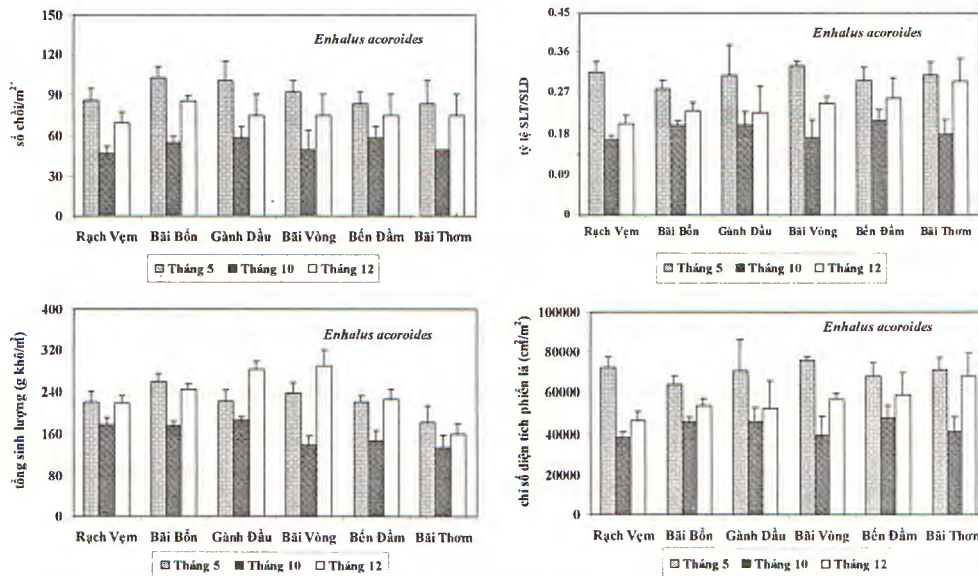 150
120
90
60
30
0
số chồi/m²
Enhalus acoroides
Rạch Vẹm Bãi Bổn Gành Dầu Bãi Vòng Bến Đầm Bãi Thơm
Tháng 5 Tháng 10 Tháng 12
0.45
0.36
0.27
0.18
0.09
0
tỷ lệ SLT/SLD
Enhalus acoroides
Rạch Vẹm Bãi Bổn Gành Dầu Bãi Vòng Bến Đầm Bãi Thơm
Tháng 5 Tháng 10 Tháng 12
400
320
240
160
80
0
tổng sinh lượng (g khô/m²)
Enhalus acoroides
Rạch Vẹm Bãi Bổn Gành Dầu Bãi Vòng Bến Đầm Bãi Thơm
Tháng 5 Tháng 10 Tháng 12
100000
80000
60000
40000
20000
0
chỉ số diện tích phiến lá (cm²/m²)
Enhalus acoroides
Rạch Vẹm Bãi Bổn Gành Dầu Bãi Vòng Bến Đầm Bãi Thơm
Tháng 5 Tháng 10 Tháng 12